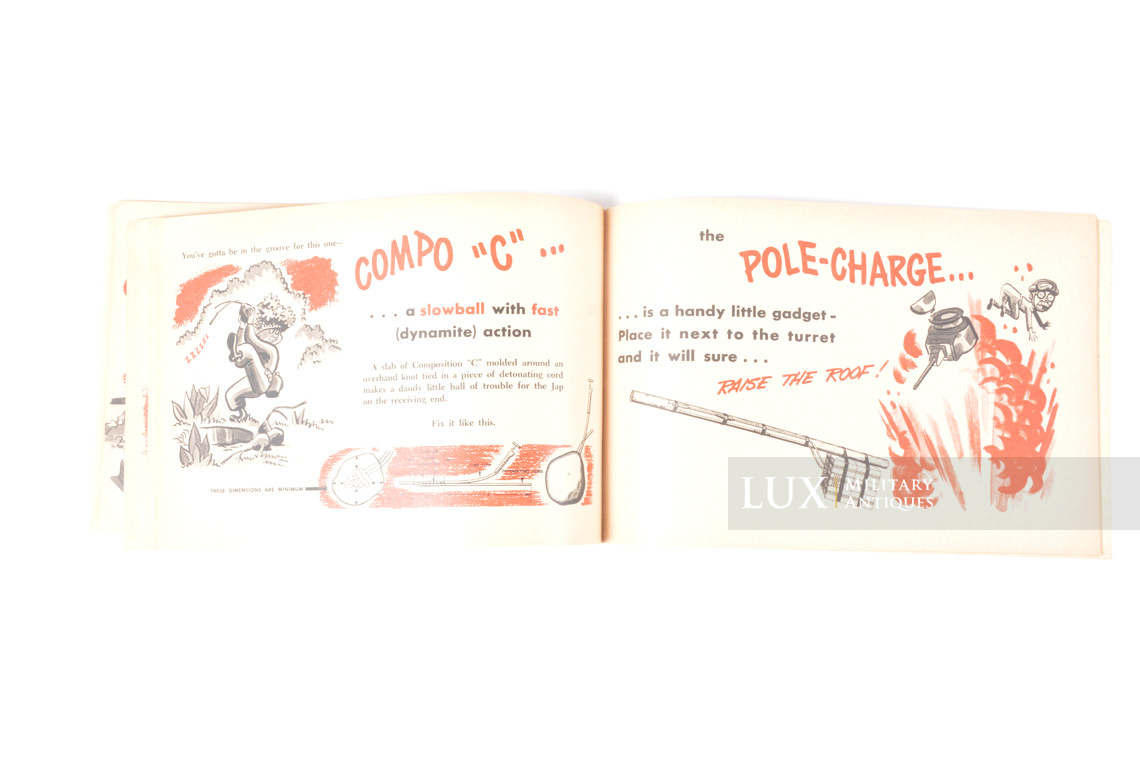 You've gotta be in the groove for this one—
COMPO "C" ...
... a slowball with fast
(dynamite) action
A slab of Composition "C" molded around an
overhand knot tied in a piece of detonating cord
makes a dandy little ball of trouble for the Jap
on the receiving end.
Fix it like this.
THESE DIMENSIONS ARE MINIMUM
the
POLE-CHARGE...
... is a handy little gadget-
Place it next to the turret
and it will sure ...
RAISE THE ROOF!
LUX MILITARY
ANTIQUES